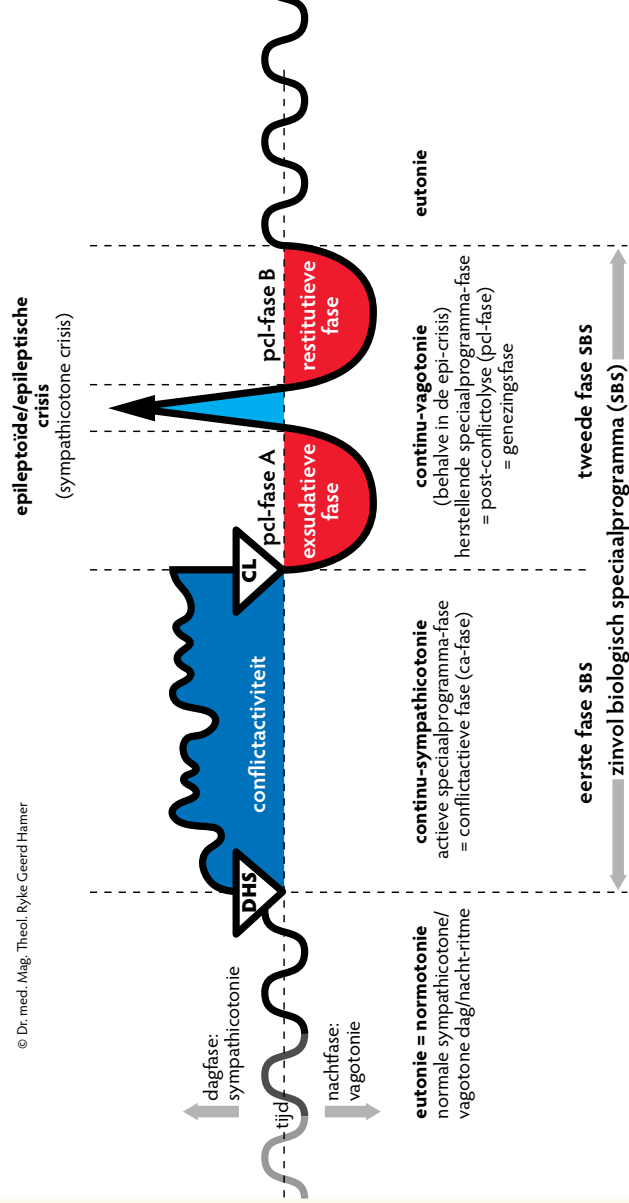 © Dr. med. Mag. Theol. Ryke Geerd Hamer
epileptoïde/epileptische
crisis
(sympathicotone crisis)
dagfase:
sympathicotonie
tijd
nachtfase:
vagotonie
DHS
conflictactiviteit
CL
pcl-fase A
exsudatieve
fase
pcl-fase B
restitutieve
fase
eutonie = normotonie
normale sympathicotone/
vagotone dag/nacht-ritme
continu-sympathicotonie
actieve speciaalprogramma-fase
= conflictactieve fase (ca-fase)
continu-vagotonie
(behalve in de epi-crisis)
herstellende speciaalprogramma-fase
= post-conflictolyse (pcl-fase)
= genezingsfase
eutonie
eerste fase SBS
tweede fase SBS
zinvol biologisch speciaalprogramma (SBS)